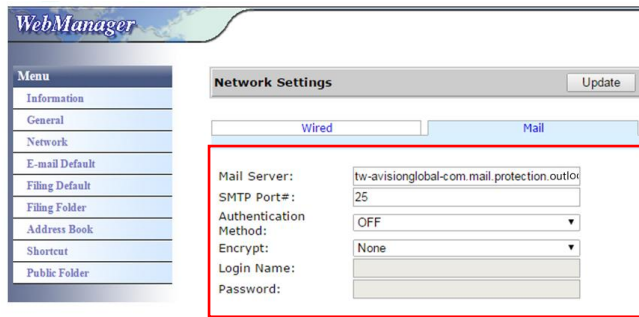 WebManager
Menu
Information
General
Network
E-mail Default
Filing Default
Filing Folder
Address Book
Shortcut
Public Folder
Network Settings
Update
Wired Mail
Mail Server: tw-avisionglobal-com.mail.protection.outloo
SMTP Port#: 25
Authentication
Method: OFF
Encrypt: None
Login Name:
Password: